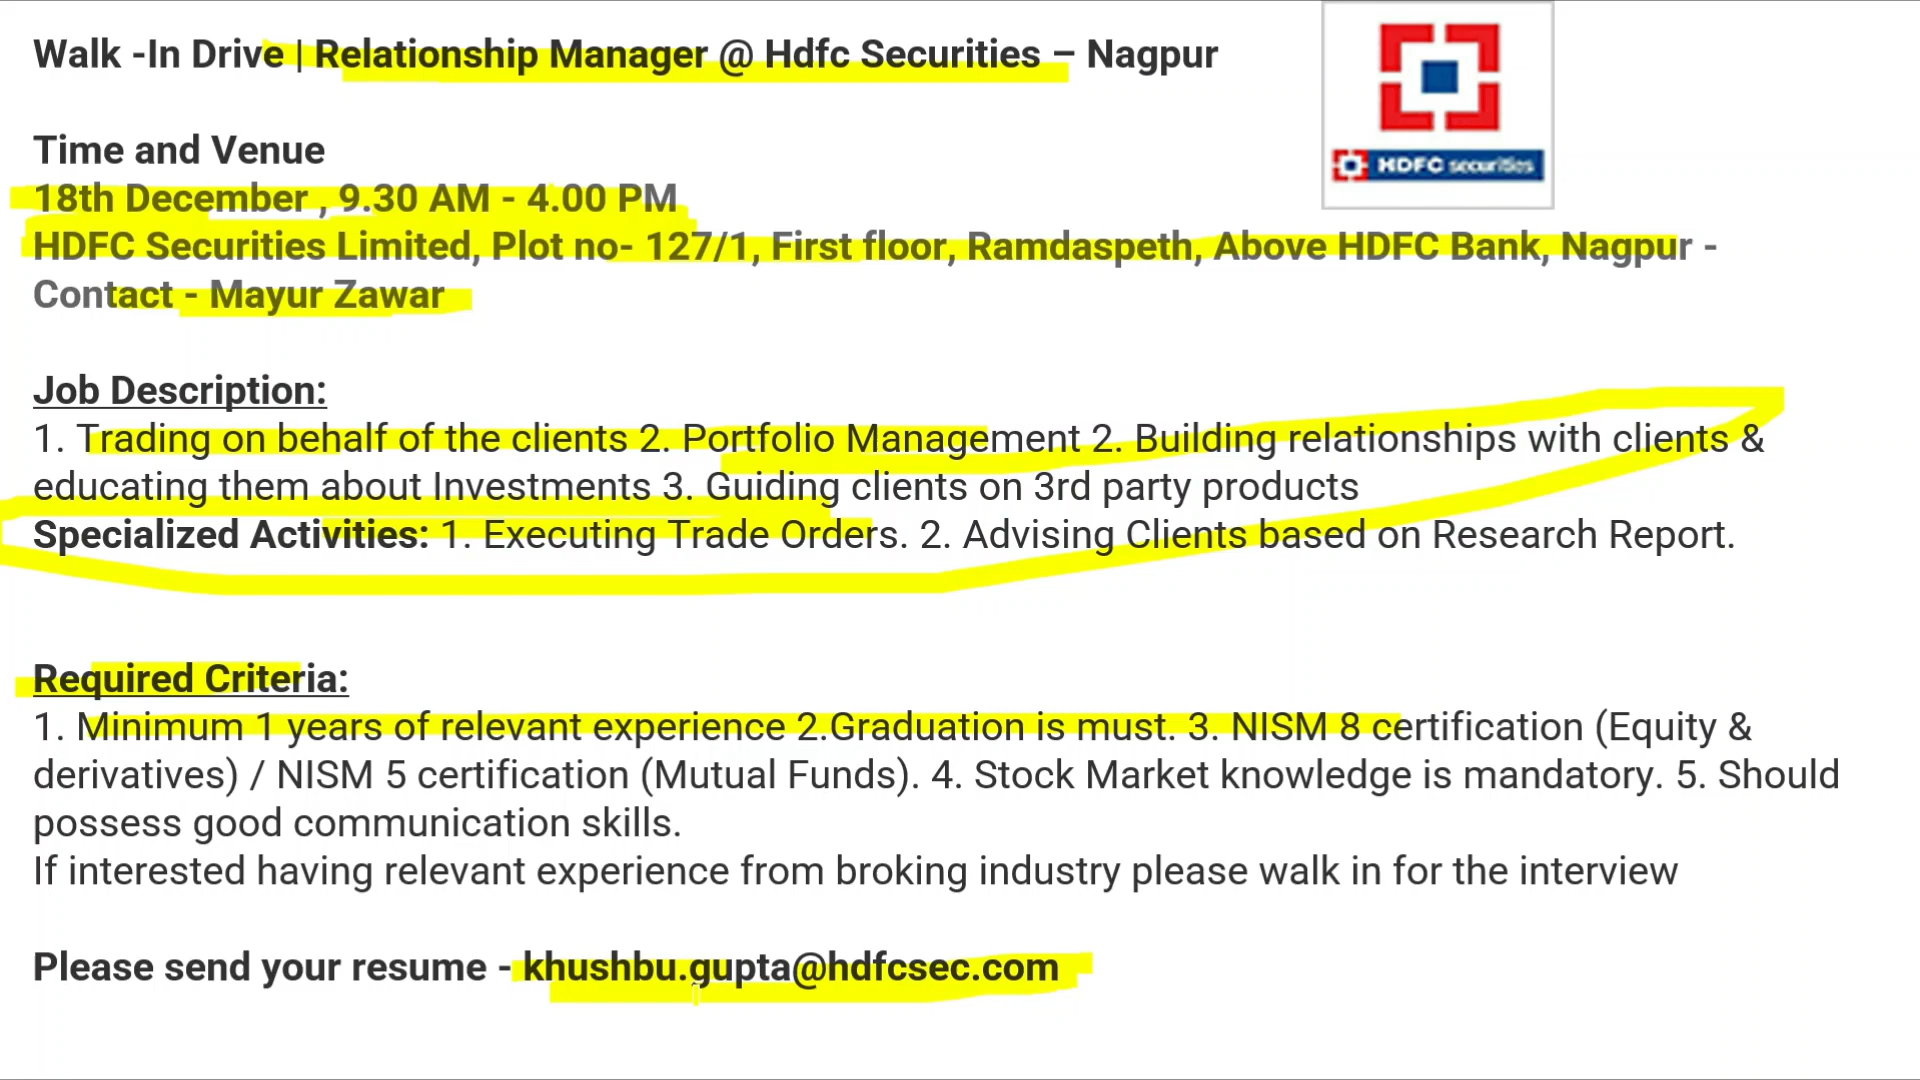 Walk -In Drive | Relationship Manager @ Hdfc Securities – Nagpur
HDFC securities
Time and Venue
18th December , 9.30 AM - 4.00 PM
HDFC Securities Limited, Plot no- 127/1, First floor, Ramdaspeth, Above HDFC Bank, Nagpur -
Contact - Mayur Zawar
Job Description:
1. Trading on behalf of the clients 2. Portfolio Management 2. Building relationships with clients &
educating them about Investments 3. Guiding clients on 3rd party products
Specialized Activities: 1. Executing Trade Orders. 2. Advising Clients based on Research Report.
Required Criteria:
1. Minimum 1 years of relevant experience 2.Graduation is must. 3. NISM 8 certification (Equity &
derivatives) / NISM 5 certification (Mutual Funds). 4. Stock Market knowledge is mandatory. 5. Should
possess good communication skills.
If interested having relevant experience from broking industry please walk in for the interview
Please send your resume - khushbu.gupta@hdfcsec.com